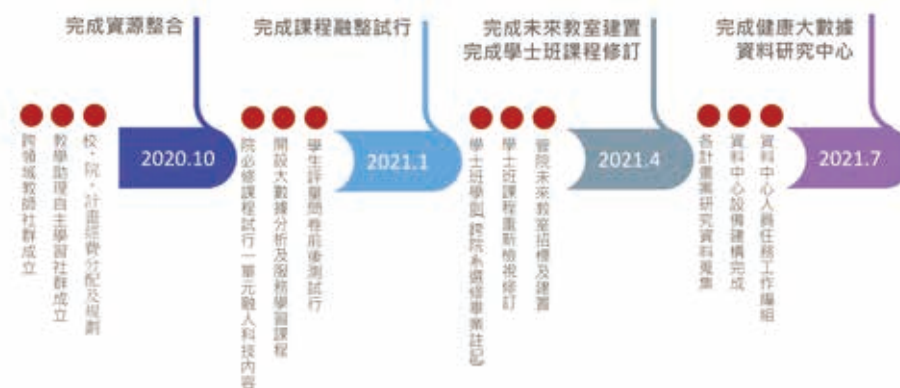 完成資源整合
跨領域教師社群成立
教學助理自主學習社群成立
校、院、計畫經費分配及規劃
2020.10
完成課程融整試行
院必修課程試行一單元融入科技內容
開設大數據分析及服務學習課程
學生評量問卷前後測試行
2021.1
完成未來教室建置
完成學士班課程修訂
學士班學則(跨院系選修畢業註記)
學士班課程重新檢視修訂
管院未來教室招標及建置
2021.4
完成健康大數據
資料研究中心
各計畫案研究資料蒐集
資料中心設備建構完成
資料中心人員任務工作編組
2021.7